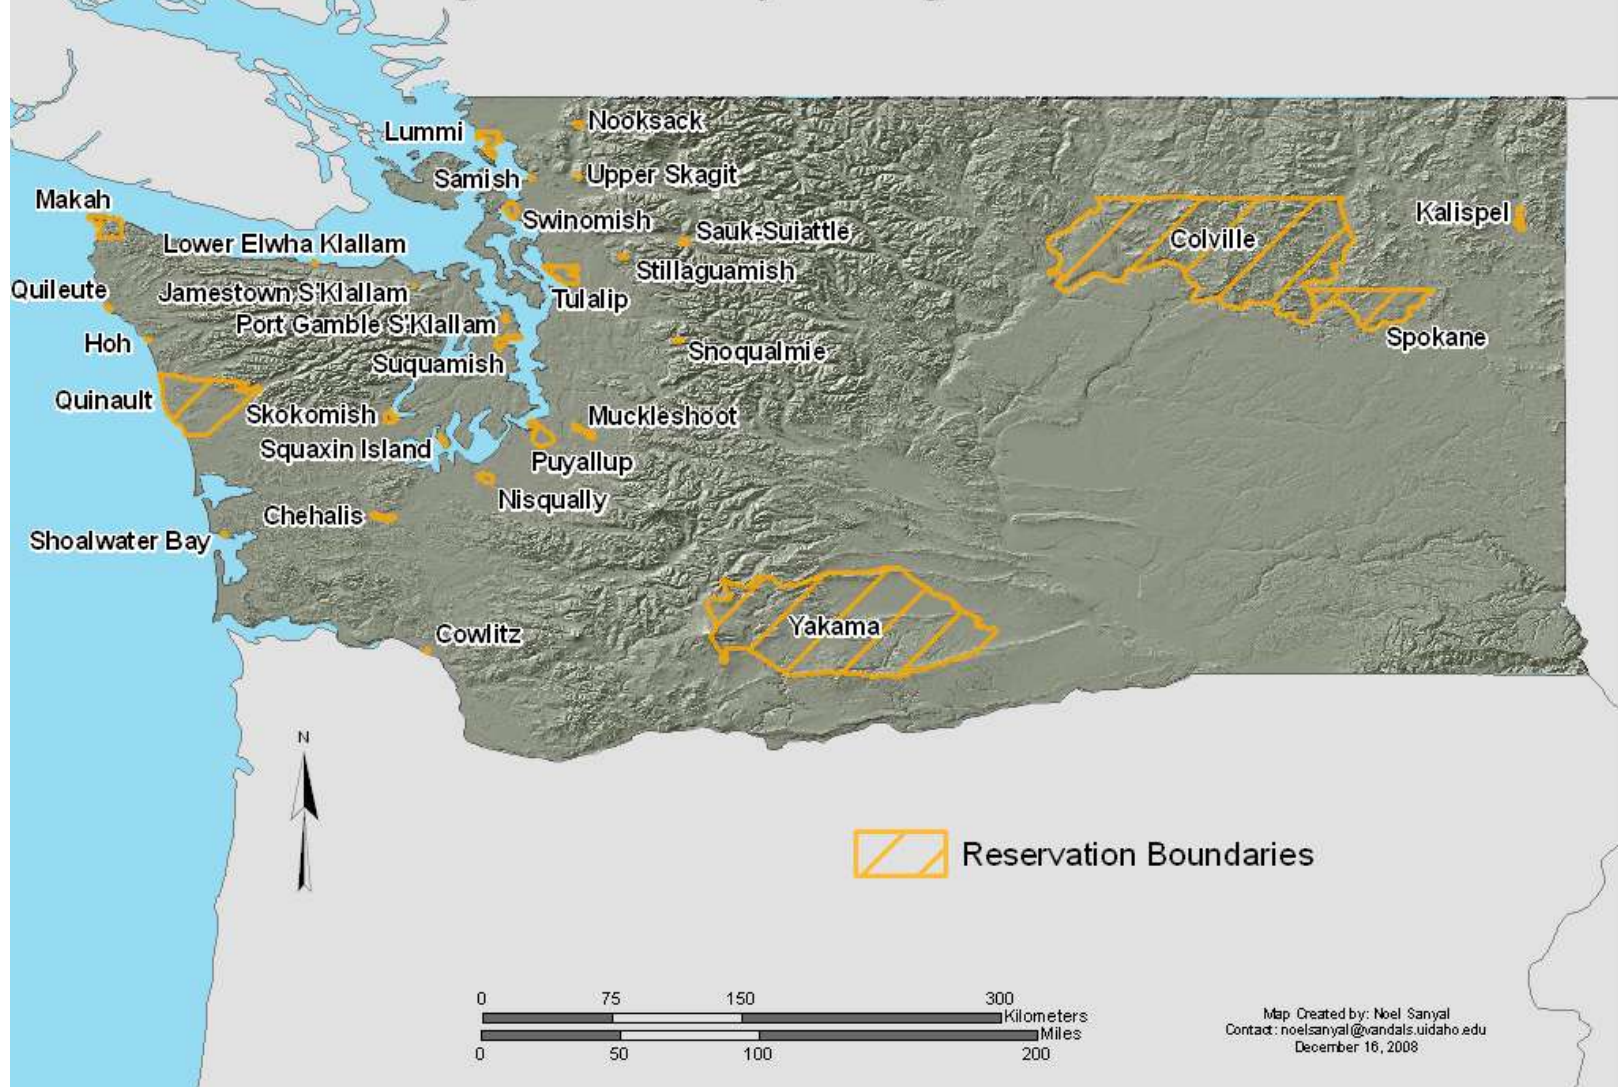 Lummi
Nooksack
Samish
Upper Skagit
Makah
Swinomish
Kalispel
Lower Elwha Klallam
Sauk-Suiattle
Colville
Stillaguamish
Quileute
Jamestown S'Klallam
Tulalip
Port Gamble S'Klallam
Hoh
Snoqualmie
Spokane
Suquamish
Quinault
Skokomish
Muckleshoot
Squaxin Island
Puyallup
Nisqually
Chehalis
Shoalwater Bay
Cowlitz
Yakama
N
Reservation Boundaries
0 75 150 300
Kilometers
Miles
0 50 100 200
Map Created by: Noel Sanyal
Contact: noelsanyal@vandals.uidaho.edu
December 16, 2008